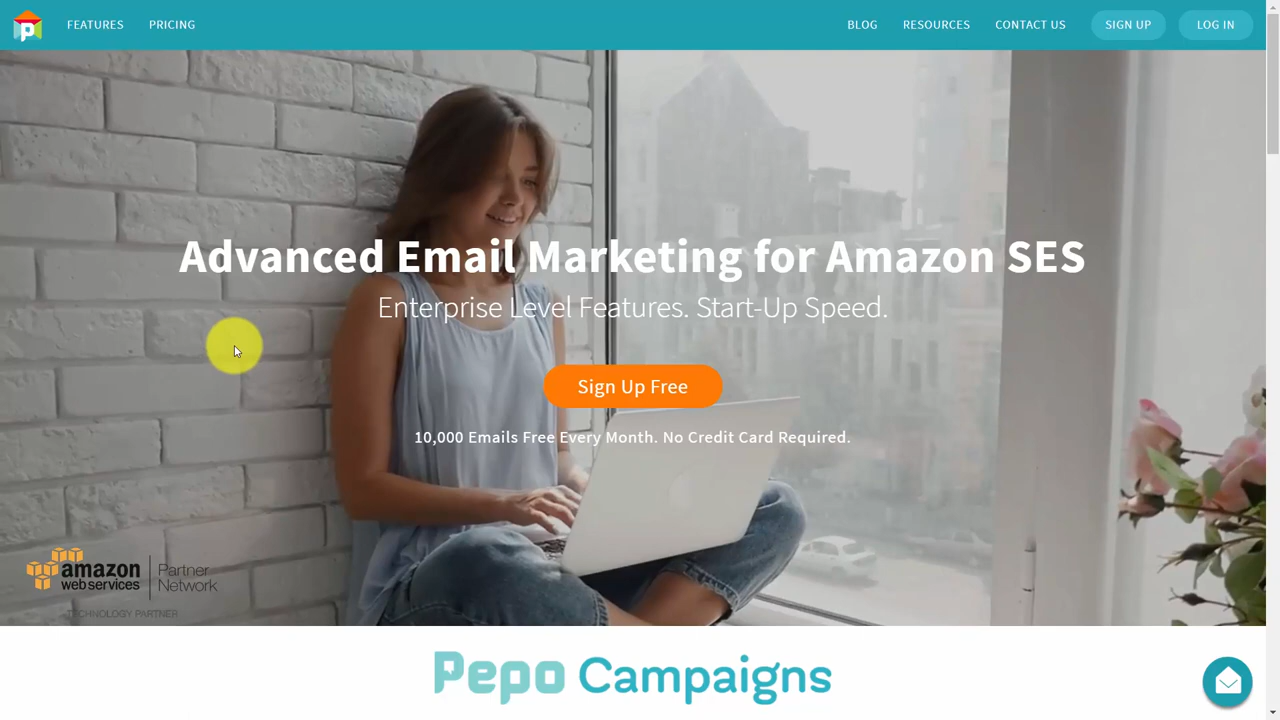 FEATURES PRICING BLOG RESOURCES CONTACT US SIGN UP LOG IN
Advanced Email Marketing for Amazon SES
Enterprise Level Features. Start-Up Speed.
Sign Up Free
10,000 Emails Free Every Month. No Credit Card Required.
amazon
webservices
Partner
Network
TECHNOLOGY PARTNER
Pepo Campaigns